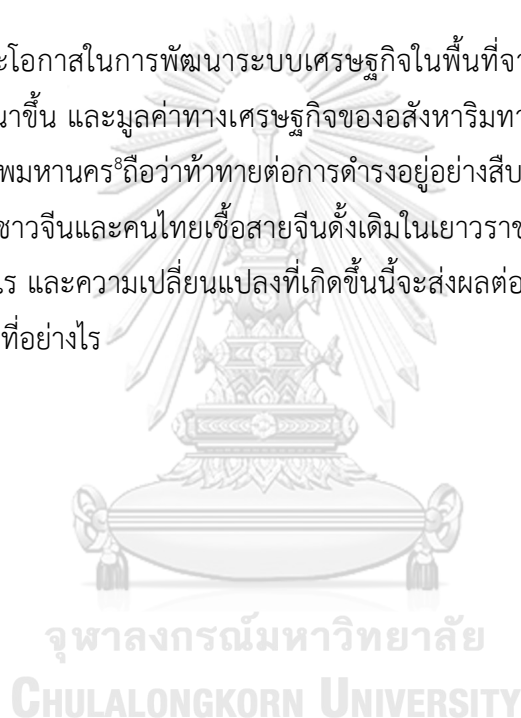 ะโอกาสในการพัฒนาระบบเศรษฐกิจในพื้นที่จา
นาขึ้น และมูลค่าทางเศรษฐกิจของอสังหาริมทา
พมหานคร⁸ถือว่าท้าทายต่อการดำรงอยู่อย่างสืบ
ชาวจีนและคนไทยเชื้อสายจีนดั้งเดิมในเยาวราช
ไร และความเปลี่ยนแปลงที่เกิดขึ้นนี้จะส่งผลต่อ
ที่อย่างไร
จุฬาลงกรณ์มหาวิทยาลัย
CHULALONGKORN UNIVERSITY